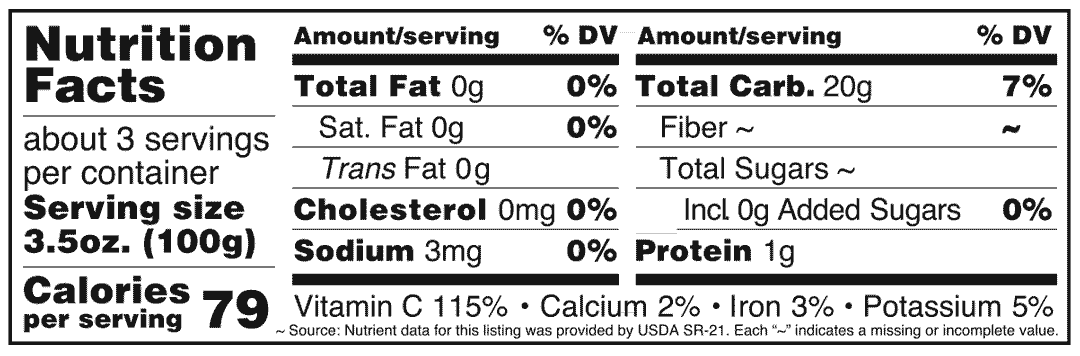 Nutrition
Facts
about 3 servings
per container
Serving size
3.5oz. (100g)
Calories
per serving 79
Amount/serving % DV
Total Fat 0g 0%
Sat. Fat 0g 0%
Trans Fat 0g
Cholesterol 0mg 0%
Sodium 3mg 0%
Amount/serving % DV
Total Carb. 20g 7%
Fiber ~ ~
Total Sugars ~
Incl. 0g Added Sugars 0%
Protein 1g
Vitamin C 115% • Calcium 2% • Iron 3% • Potassium 5%
~ Source: Nutrient data for this listing was provided by USDA SR-21. Each “~” indicates a missing or incomplete value.